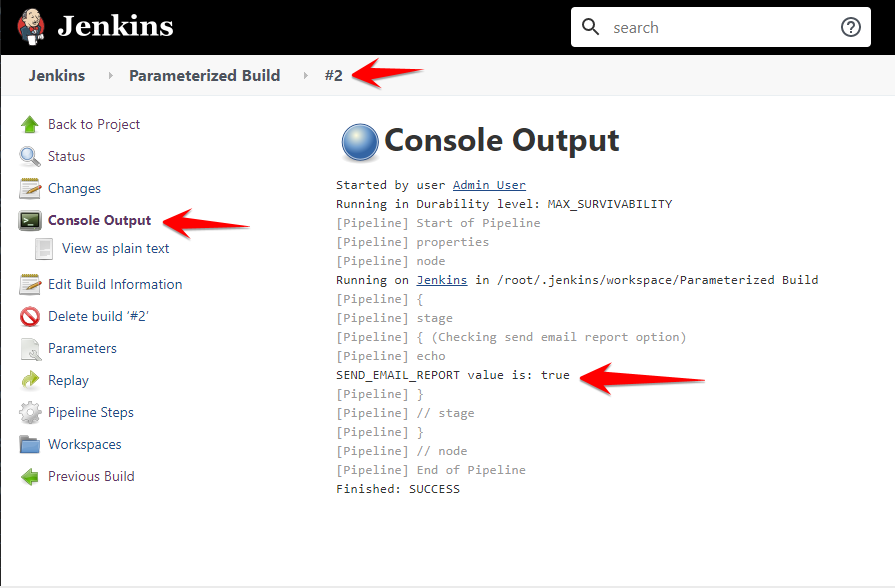 Jenkins
search
Jenkins
Parameterized Build
#2
Back to Project
Status
Changes
Console Output
View as plain text
Edit Build Information
Delete build ‘#2’
Parameters
Replay
Pipeline Steps
Workspaces
Previous Build
Console Output
Started by user Admin User
Running in Durability level: MAX_SURVIVABILITY
[Pipeline] Start of Pipeline
[Pipeline] properties
[Pipeline] node
Running on Jenkins in /root/.jenkins/workspace/Parameterized Build
[Pipeline] {
[Pipeline] stage
[Pipeline] { (Checking send email report option)
[Pipeline] echo
SEND_EMAIL_REPORT value is: true
[Pipeline] }
[Pipeline] // stage
[Pipeline] }
[Pipeline] // node
[Pipeline] End of Pipeline
Finished: SUCCESS